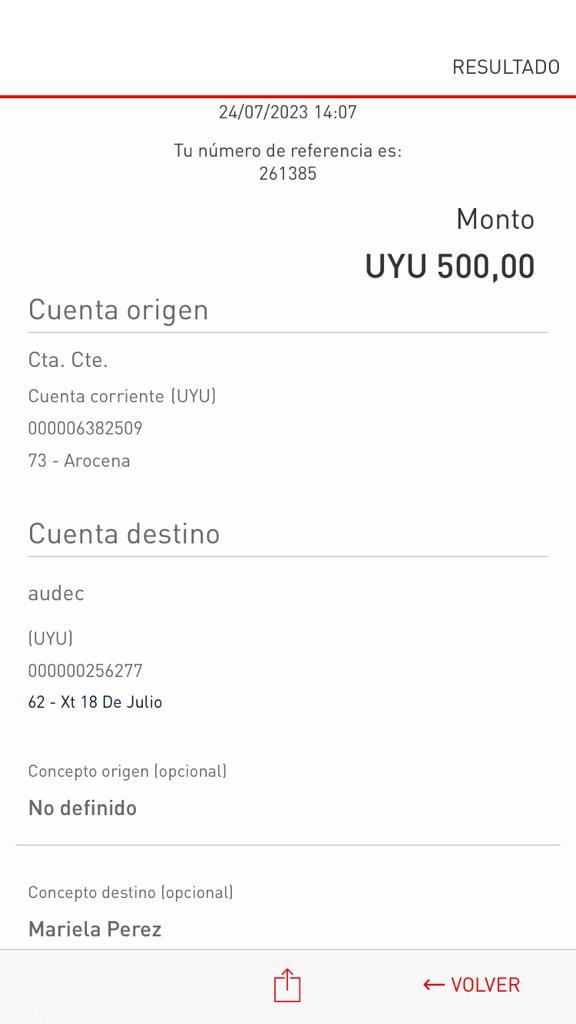 RESULTADO
24/07/2023 14:07
Tu número de referencia es:
261385
Monto
UYU 500,00
Cuenta origen
Cta. Cte.
Cuenta corriente (UYU)
000006382509
73 - Arocena
Cuenta destino
audec
(UYU)
000000256277
62 - Xt 18 De Julio
Concepto origen (opcional)
No definido
Concepto destino (opcional)
Mariela Perez
← VOLVER